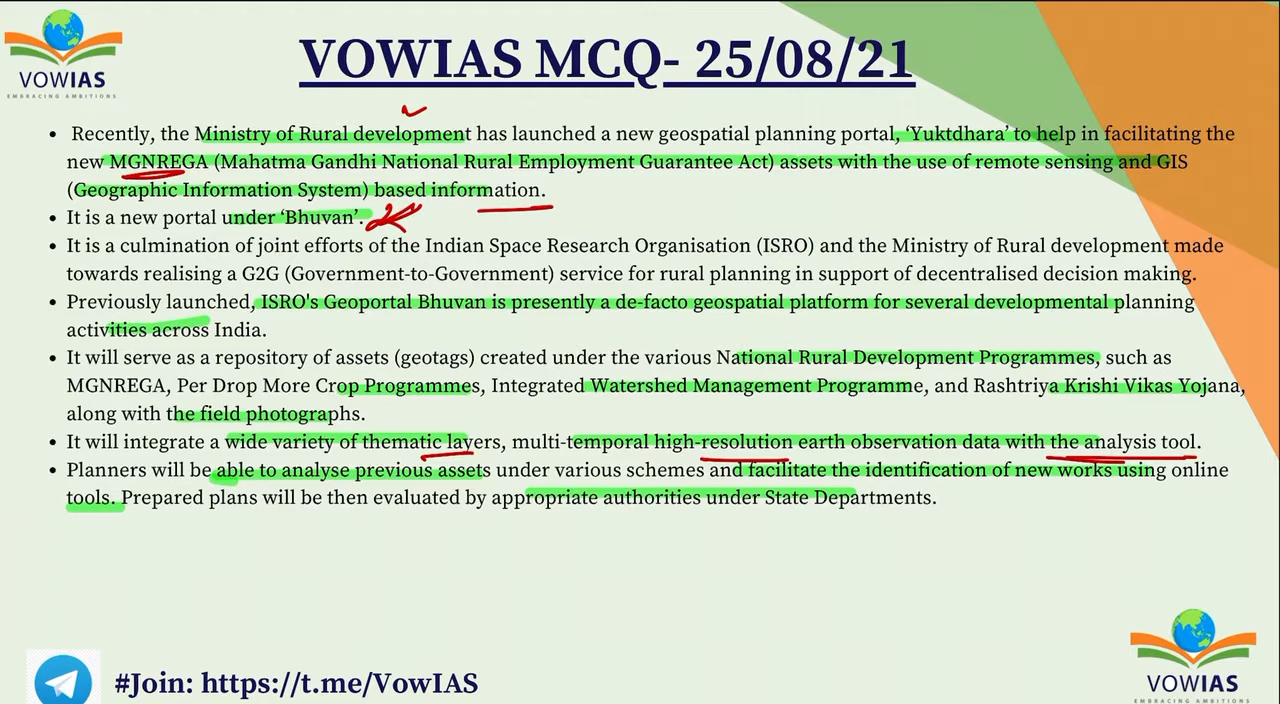 VOWIAS
EMBRACING AMBITIONS
VOWIAS MCQ- 25/08/21
• Recently, the Ministry of Rural development has launched a new geospatial planning portal, ‘Yuktdhara’ to help in facilitating the
new MGNREGA (Mahatma Gandhi National Rural Employment Guarantee Act) assets with the use of remote sensing and GIS
(Geographic Information System) based information.
• It is a new portal under ‘Bhuvan’.
• It is a culmination of joint efforts of the Indian Space Research Organisation (ISRO) and the Ministry of Rural development made
towards realising a G2G (Government-to-Government) service for rural planning in support of decentralised decision making.
• Previously launched, ISRO's Geoportal Bhuvan is presently a de-facto geospatial platform for several developmental planning
activities across India.
• It will serve as a repository of assets (geotags) created under the various National Rural Development Programmes, such as
MGNREGA, Per Drop More Crop Programmes, Integrated Watershed Management Programme, and Rashtriya Krishi Vikas Yojana,
along with the field photographs.
• It will integrate a wide variety of thematic layers, multi-temporal high-resolution earth observation data with the analysis tool.
• Planners will be able to analyse previous assets under various schemes and facilitate the identification of new works using online
tools. Prepared plans will be then evaluated by appropriate authorities under State Departments.
#Join: https://t.me/VowIAS
VOWIAS
EMBRACING AMBITIONS